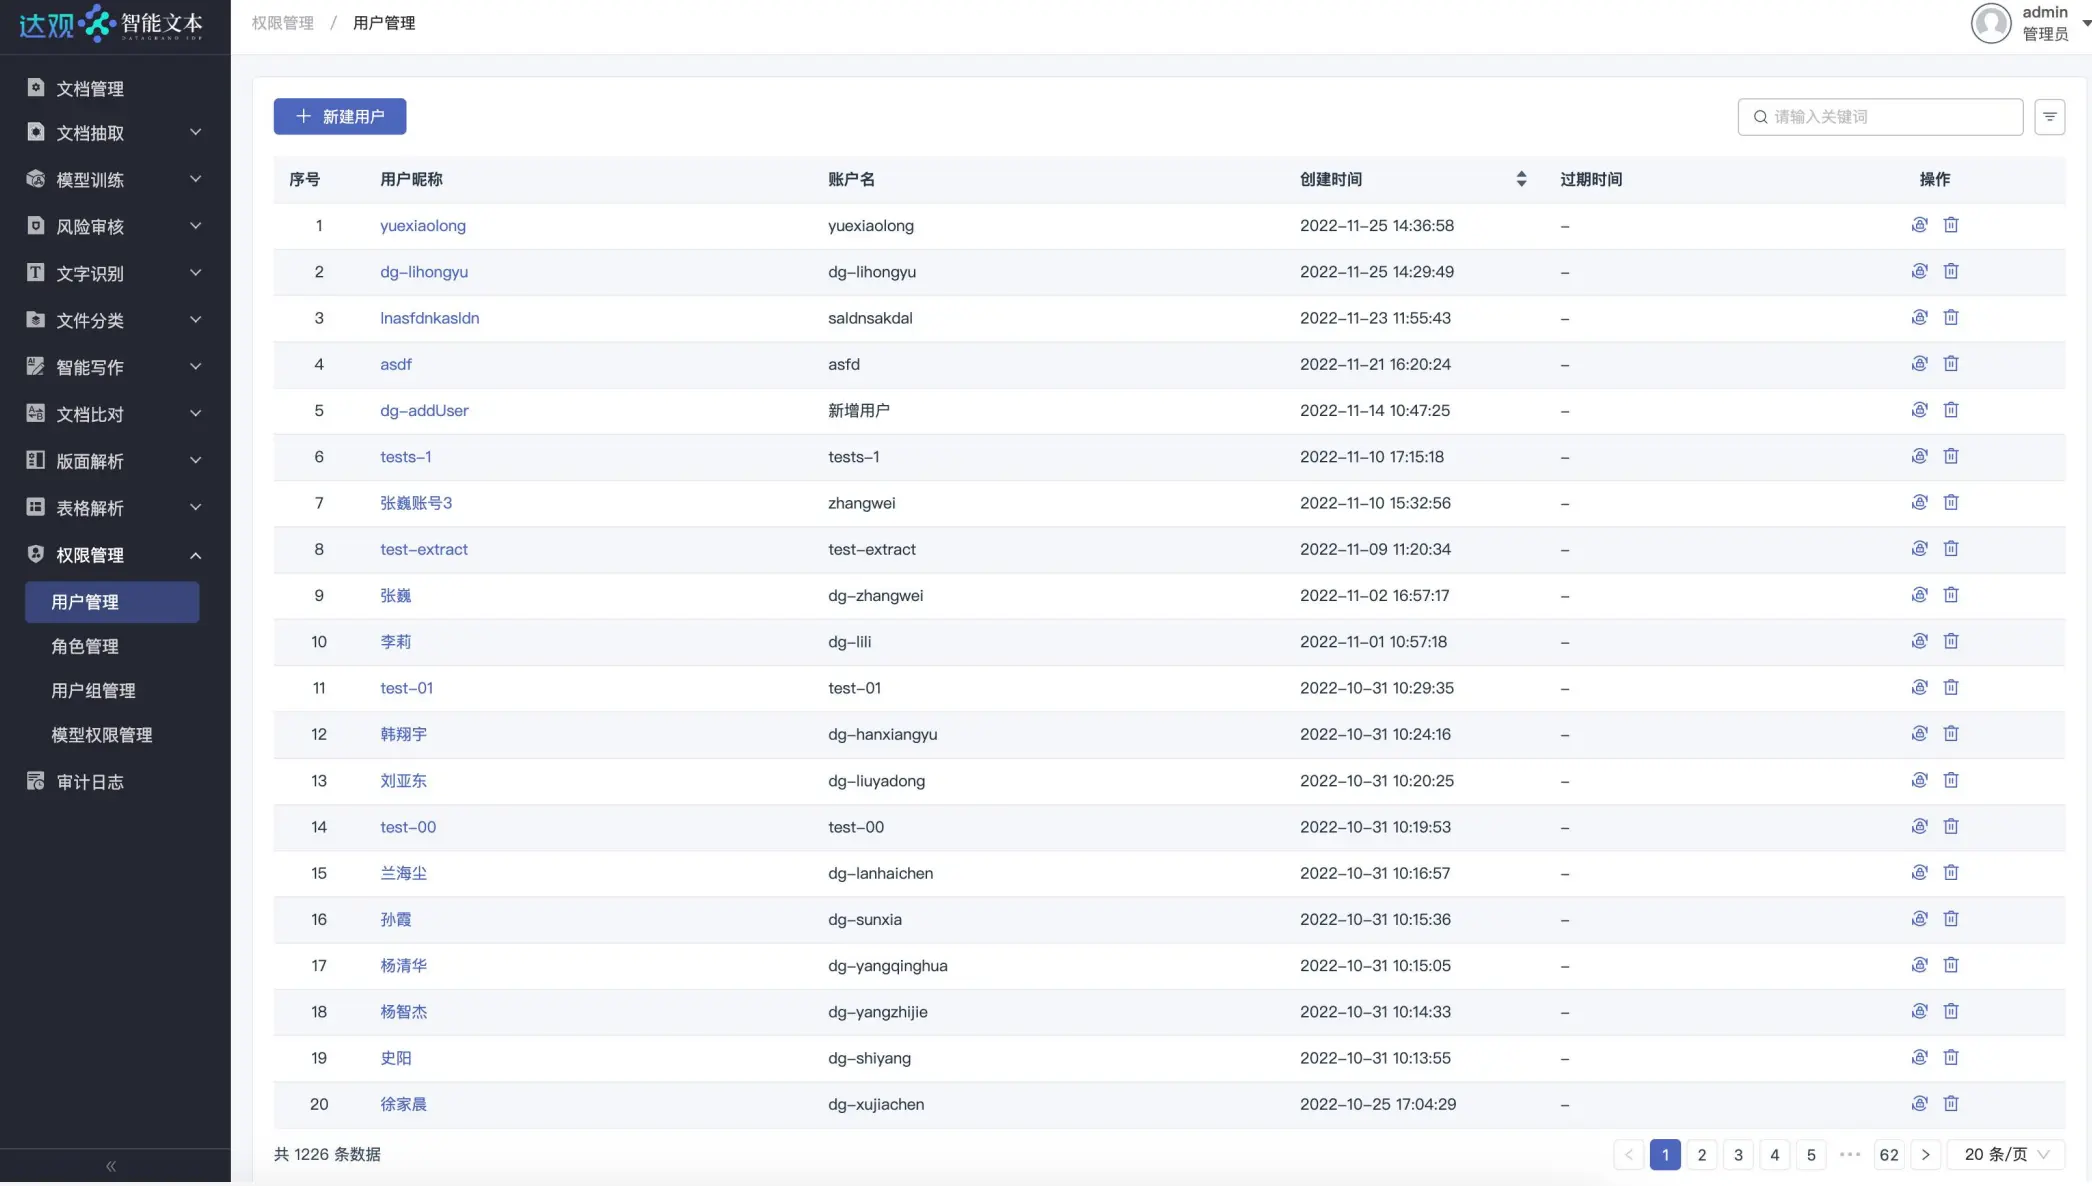 达观 智能文本
DATAGRAND IDP
权限管理 / 用户管理
admin
管理员
文档管理
文档抽取
模型训练
风险审核
文字识别
文件分类
智能写作
文档比对
版面解析
表格解析
权限管理
用户管理
角色管理
用户组管理
模型权限管理
审计日志
新建用户
请输入关键词
序号 用户昵称 账户名 创建时间 过期时间 操作
1 yuexiaolong yuexiaolong 2022-11-25 14:36:58 -
2 dg-lihongyu dg-lihongyu 2022-11-25 14:29:49 -
3 lnasfdnkasldn saldnsakdal 2022-11-23 11:55:43 -
4 asdf asfd 2022-11-21 16:20:24 -
5 dg-addUser 新增用户 2022-11-14 10:47:25 -
6 tests-1 tests-1 2022-11-10 17:15:18 -
7 张巍账号3 zhangwei 2022-11-10 15:32:56 -
8 test-extract test-extract 2022-11-09 11:20:34 -
9 张巍 dg-zhangwei 2022-11-02 16:57:17 -
10 李莉 dg-lili 2022-11-01 10:57:18 -
11 test-01 test-01 2022-10-31 10:29:35 -
12 韩翔宇 dg-hanxiangyu 2022-10-31 10:24:16 -
13 刘亚东 dg-liuyadong 2022-10-31 10:20:25 -
14 test-00 test-00 2022-10-31 10:19:53 -
15 兰海尘 dg-lanhaichen 2022-10-31 10:16:57 -
16 孙霞 dg-sunxia 2022-10-31 10:15:36 -
17 杨清华 dg-yangqinghua 2022-10-31 10:15:05 -
18 杨智杰 dg-yangzhijie 2022-10-31 10:14:33 -
19 史阳 dg-shiyang 2022-10-31 10:13:55 -
20 徐家晨 dg-xujiachen 2022-10-25 17:04:29 -
共 1226 条数据
1 2 3 4 5 ••• 62 20 条/页